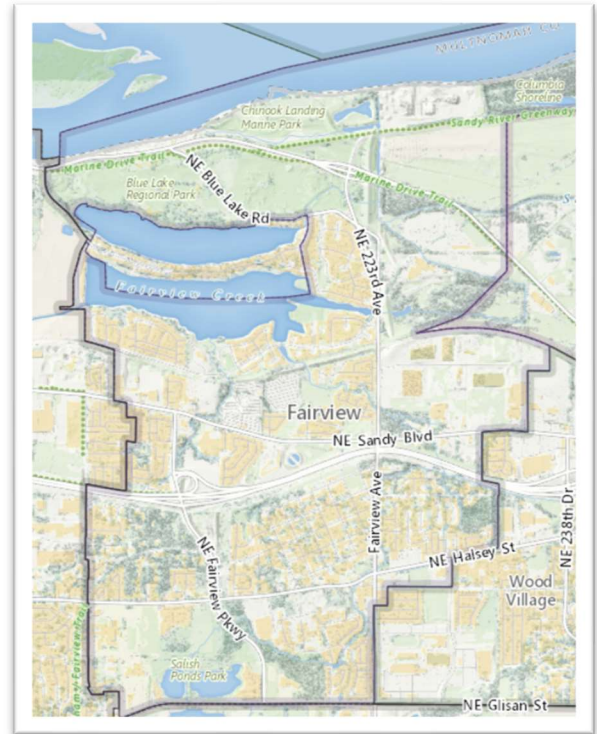 MULTNOMAH CO
Columbia
Shoreline
Chinook Landing
Marine Park
Sandy River Greenway
Marine Drive Trail
NE Blue Lake Rd
Marine Drive Trail
Blue Lake
Regional Park
NE 223rd Ave
Fairview Creek
Fairview
NE Sandy Blvd
Fairview Ave
NE 238th Dr
NE Halsey St
NE Fairview Pkwy
Wood
Village
Fairview Trail
Salish
Ponds Park
NE Glisan St